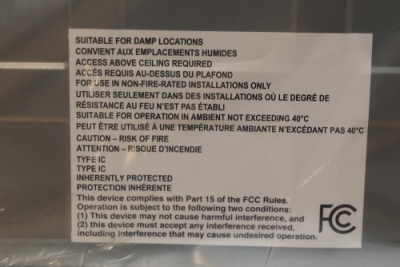 SUITABLE FOR DAMP LOCATIONS
CONVIENT AUX EMPLACEMENTS HUMIDES
ACCESS ABOVE CEILING REQUIRED
ACCÈS REQUIS AU-DESSUS DU PLAFOND
FOR USE IN NON-FIRE-RATED INSTALLATIONS ONLY
UTILISER SEULEMENT DANS DES INSTALLATIONS OÙ LE DEGRÉ DE
RÉSISTANCE AU FEU N'EST PAS ÉTABLI
SUITABLE FOR OPERATION IN AMBIENT NOT EXCEEDING 40°C
PEUT ÊTRE UTILISÉ À UNE TEMPÉRATURE AMBIANTE N'EXCÉDANT PAS 40°C
CAUTION – RISK OF FIRE
ATTENTION – RISQUE D'INCENDIE
TYPE IC
TYPE IC
INHERENTLY PROTECTED
PROTECTION INHÉRENTE
This device complies with Part 15 of the FCC Rules.
Operation is subject to the following two conditions:
(1) This device may not cause harmful interference, and
(2) this device must accept any interference received,
including interference that may cause undesired operation.
FCC